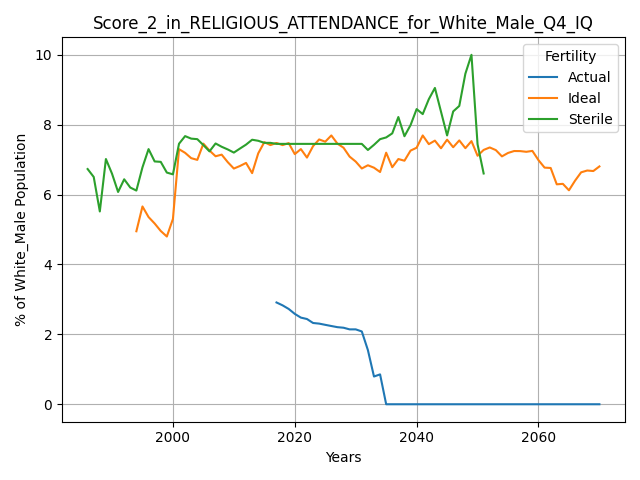 Score_2_in_RELIGIOUS_ATTENDANCE_for_White_Male_Q4_IQ
Fertility
Actual
Ideal
Sterile
% of White_Male Population
10
8
6
4
2
0
2000
2020
2040
2060
Years